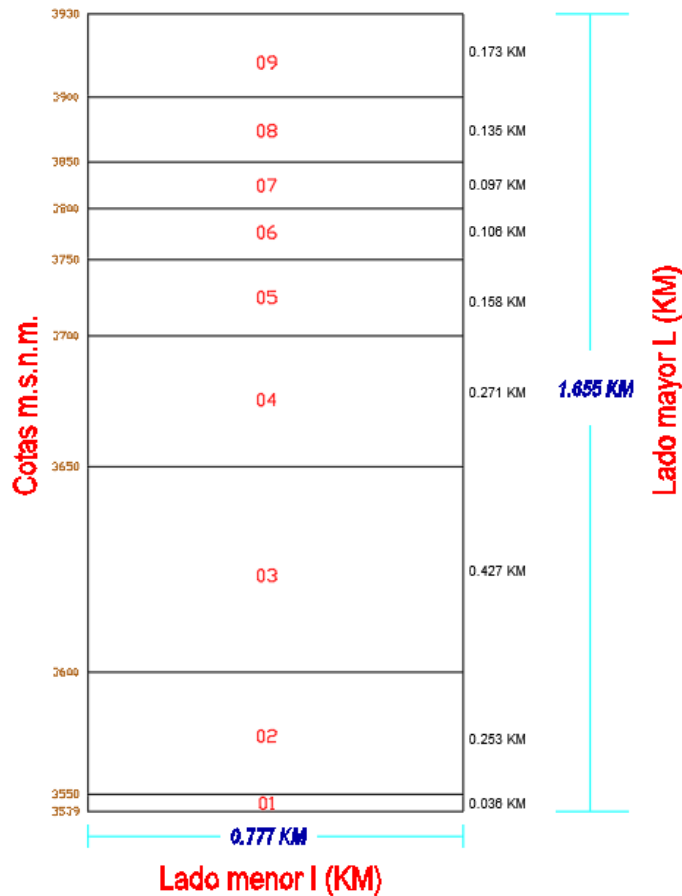 3930
09
0.173 KM
3900
08
0.135 KM
3850
07
0.097 KM
3800
06
0.106 KM
3750
05
0.158 KM
3700
04
0.271 KM
1.655 KM
3650
03
0.427 KM
3600
02
0.253 KM
3550
01
0.036 KM
3539
0.777 KM
Cotas m.s.n.m.
Lado mayor L (KM)
Lado menor l (KM)